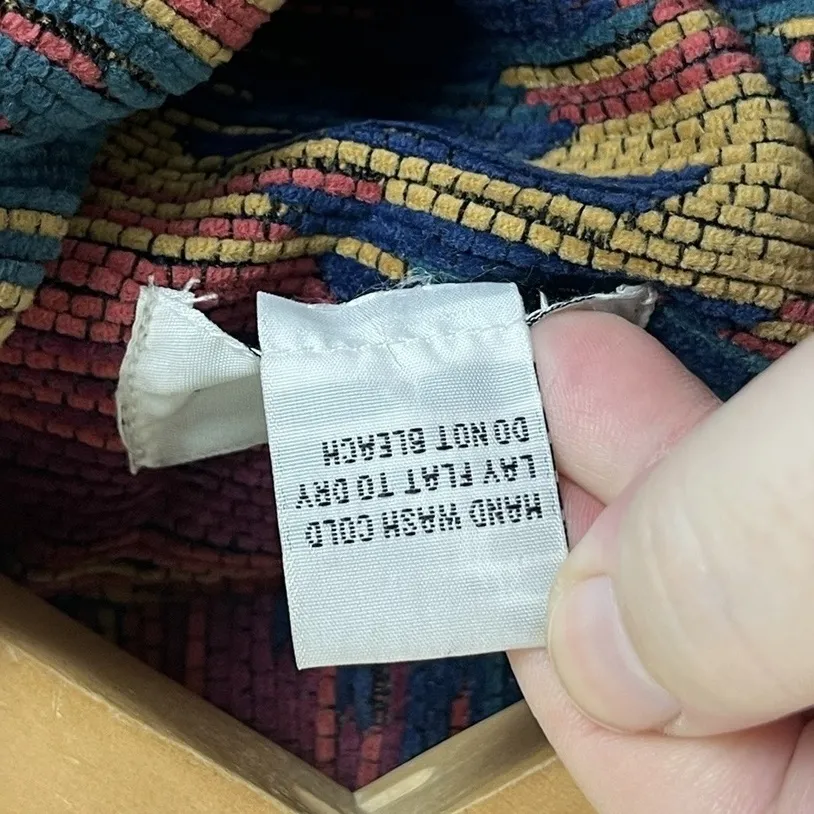 HAND WASH COLD
LAY FLAT TO DRY
DO NOT BLEACH